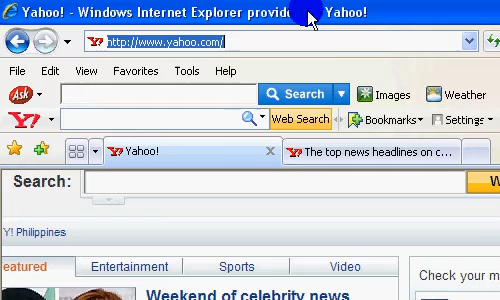 Yahoo! - Windows Internet Explorer provide Yahoo!
http://www.yahoo.com/
File Edit View Favorites Tools Help
Ask Search Images Weather
Y! Web Search Bookmarks Settings
Yahoo! The top news headlines on c...
Search: W
Y! Philippines
eatured Entertainment Sports Video
Check your m
Weekend of celebrity news